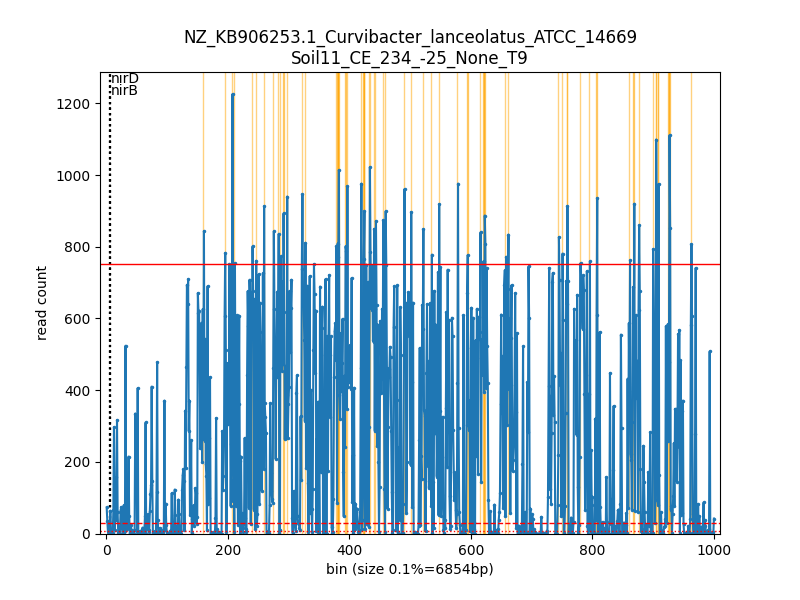 NZ_KB906253.1_Curvibacter_lanceolatus_ATCC_14669
Soil11_CE_234_-25_None_T9
nirD
nirB
1200
1000
800
600
400
200
0
read count
0 200 400 600 800 1000
bin (size 0.1%=6854bp)